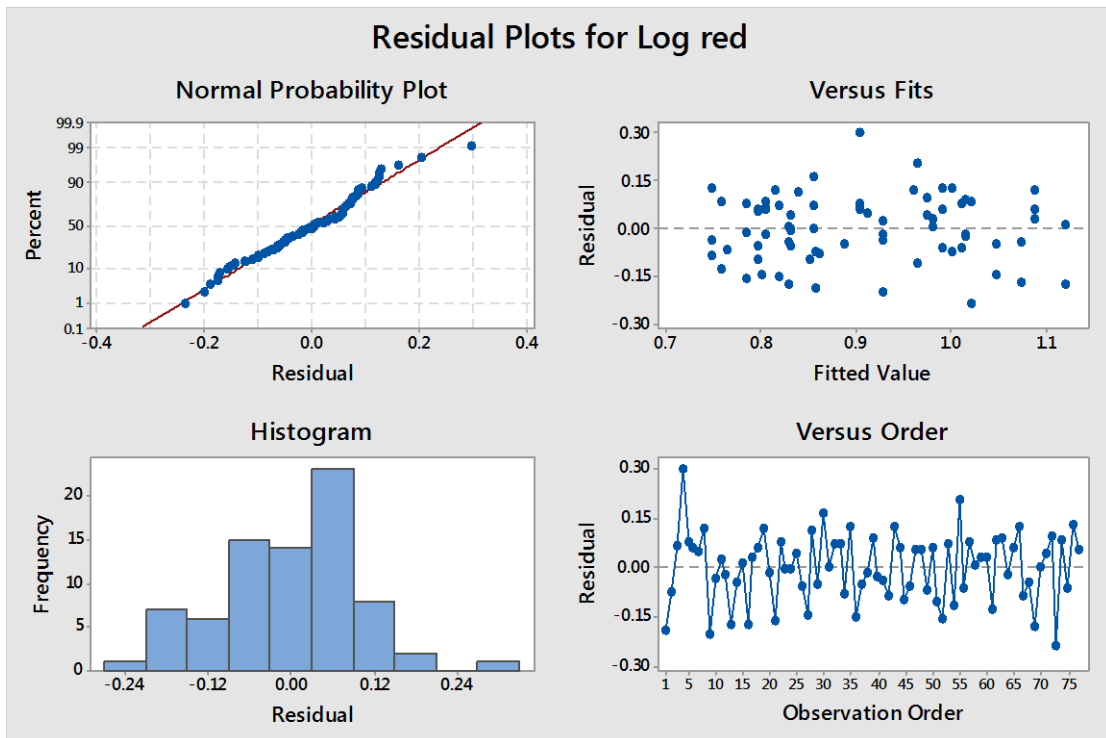 Residual Plots for Log red
Normal Probability Plot
99.9
99
90
50
10
1
0.1
Percent
-0.4 -0.2 0.0 0.2 0.4
Residual
Versus Fits
0.30
0.15
0.00
-0.15
-0.30
Residual
0.7 0.8 0.9 1.0 1.1
Fitted Value
Histogram
20
15
10
5
0
Frequency
-0.24 -0.12 0.00 0.12 0.24
Residual
Versus Order
0.30
0.15
0.00
-0.15
-0.30
Residual
1 5 10 15 20 25 30 35 40 45 50 55 60 65 70 75
Observation Order